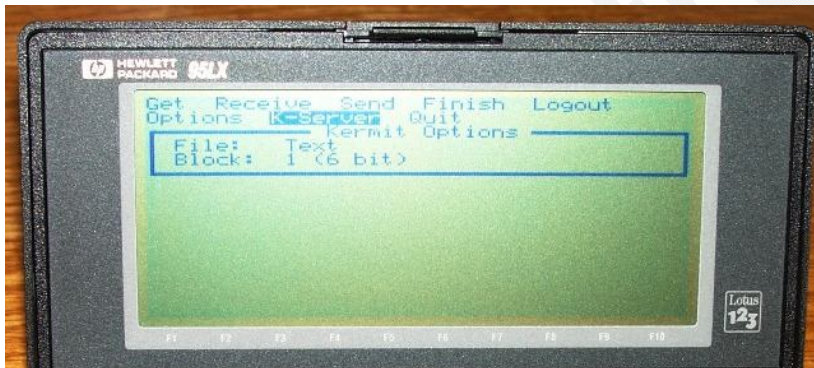 HEWLETT
PACKARD 95LX
Get Receive Send Finish Logout
Options K-Server Quit
Kermit Options
File: Text
Block: 1 (6 bit)
Lotus
123
F1 F2 F3 F4 F5 F6 F7 F8 F9 F10